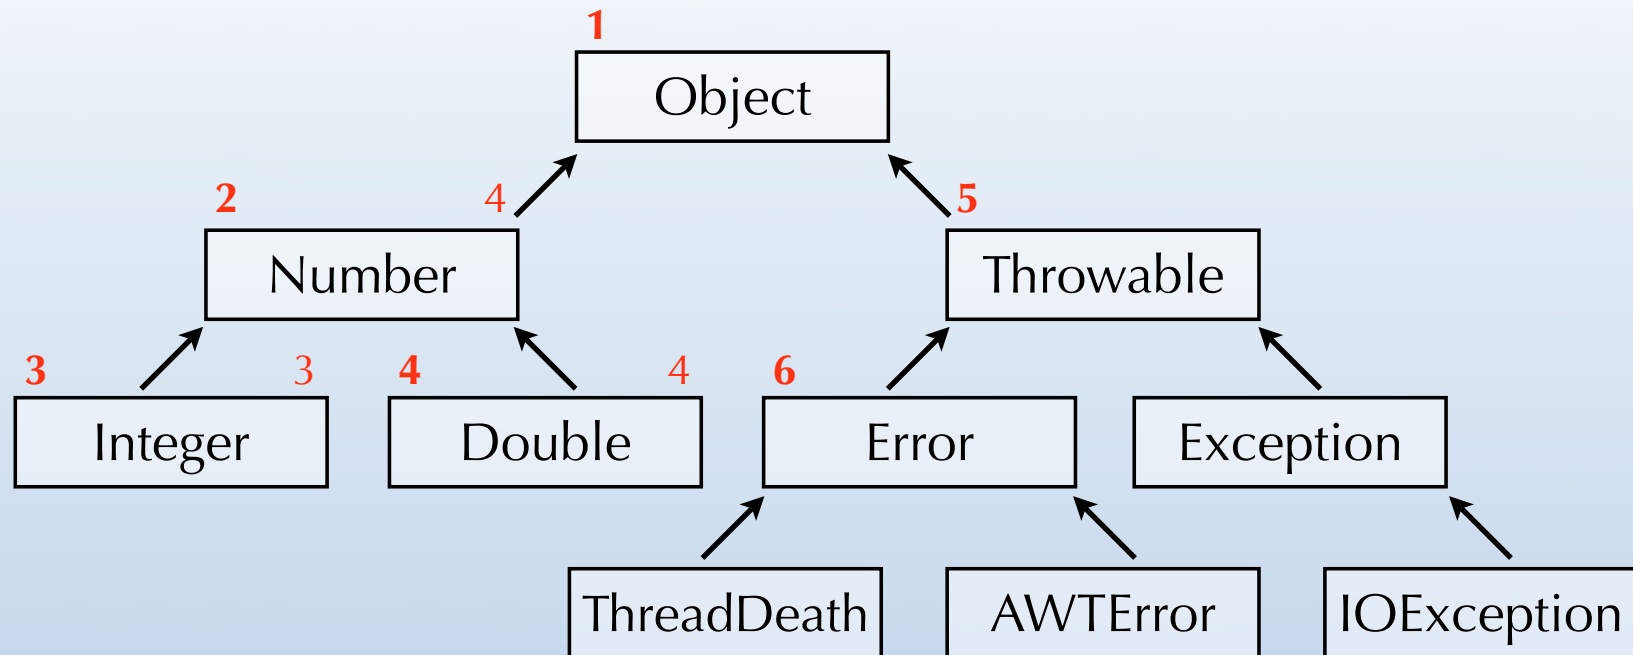 1
Object
2 4 5
Number Throwable
3 3 4 4 6
Integer Double Error Exception
ThreadDeath AWTError IOException